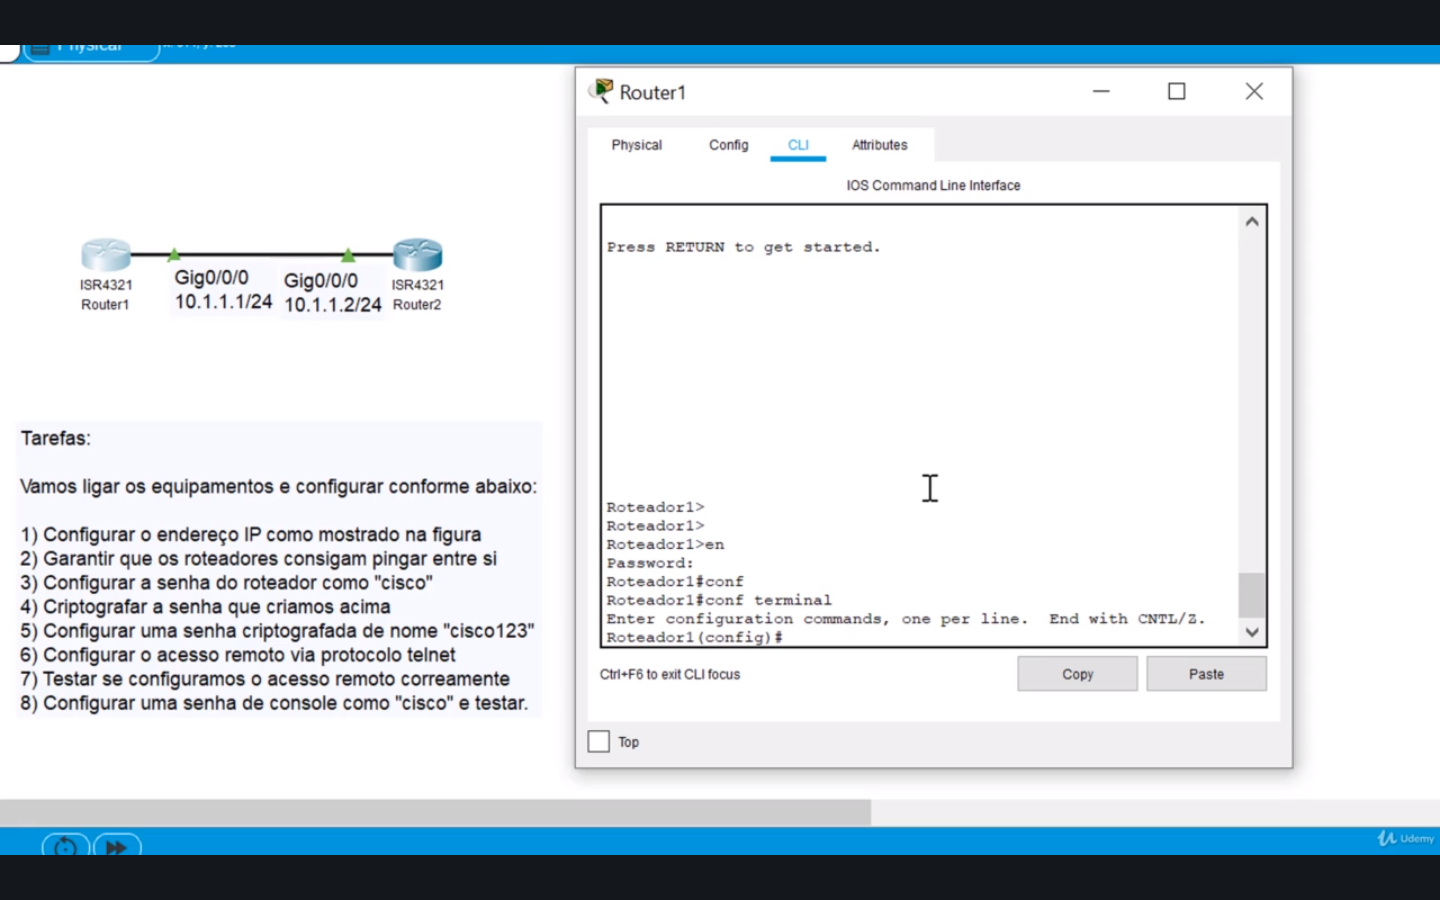 Physical
Router1
Physical Config CLI Attributes
IOS Command Line Interface
Press RETURN to get started.
Roteador1>
Roteador1>
Roteador1>en
Password:
Roteador1#conf
Roteador1#conf terminal
Enter configuration commands, one per line.  End with CNTL/Z.
Roteador1(config)#
Ctrl+F6 to exit CLI focus
Copy
Paste
Top
ISR4321
Router1
Gig0/0/0
10.1.1.1/24
Gig0/0/0
10.1.1.2/24
ISR4321
Router2
Tarefas:
Vamos ligar os equipamentos e configurar conforme abaixo:
1) Configurar o endereço IP como mostrado na figura
2) Garantir que os roteadores consigam pingar entre si
3) Configurar a senha do roteador como "cisco"
4) Criptografar a senha que criamos acima
5) Configurar uma senha criptografada de nome "cisco123"
6) Configurar o acesso remoto via protocolo telnet
7) Testar se configuramos o acesso remoto correamente
8) Configurar uma senha de console como "cisco" e testar.
Udemy